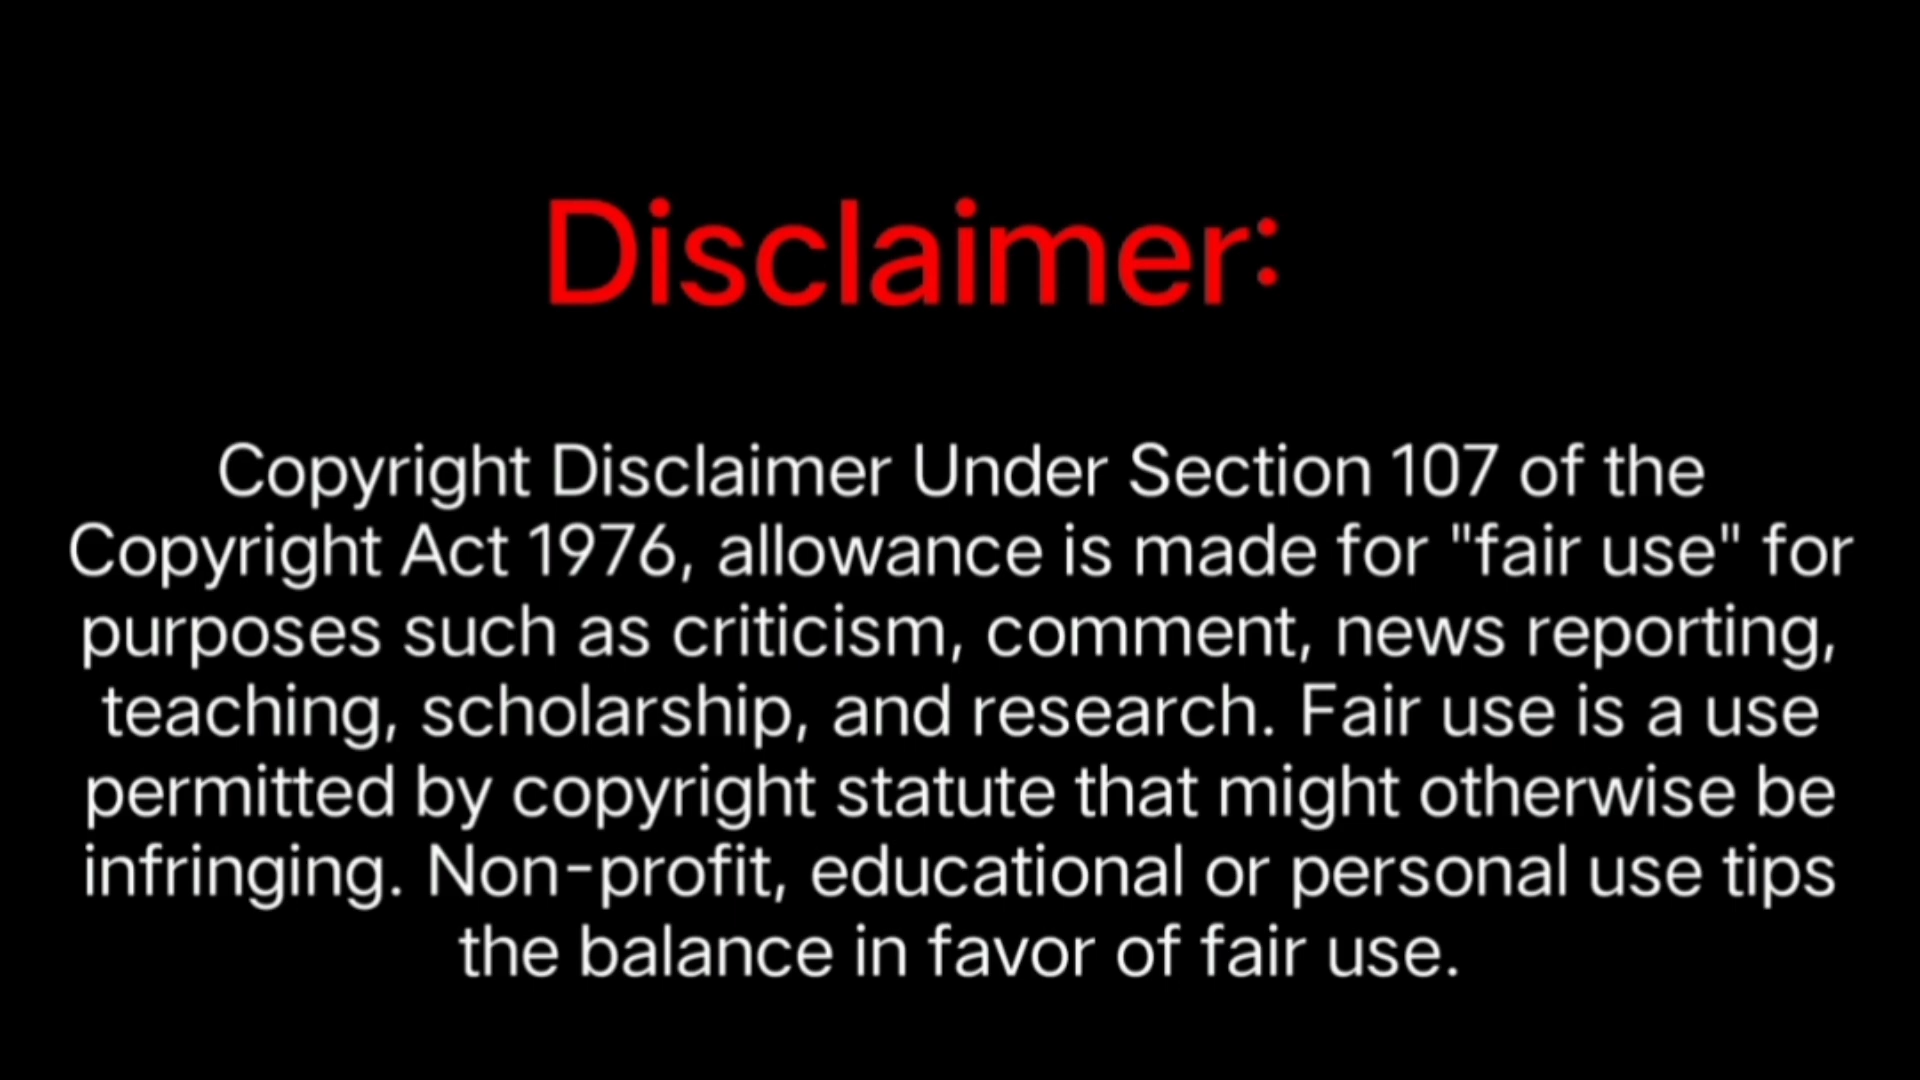 Disclaimer:
Copyright Disclaimer Under Section 107 of the
Copyright Act 1976, allowance is made for "fair use" for
purposes such as criticism, comment, news reporting,
teaching, scholarship, and research. Fair use is a use
permitted by copyright statute that might otherwise be
infringing. Non-profit, educational or personal use tips
the balance in favor of fair use.